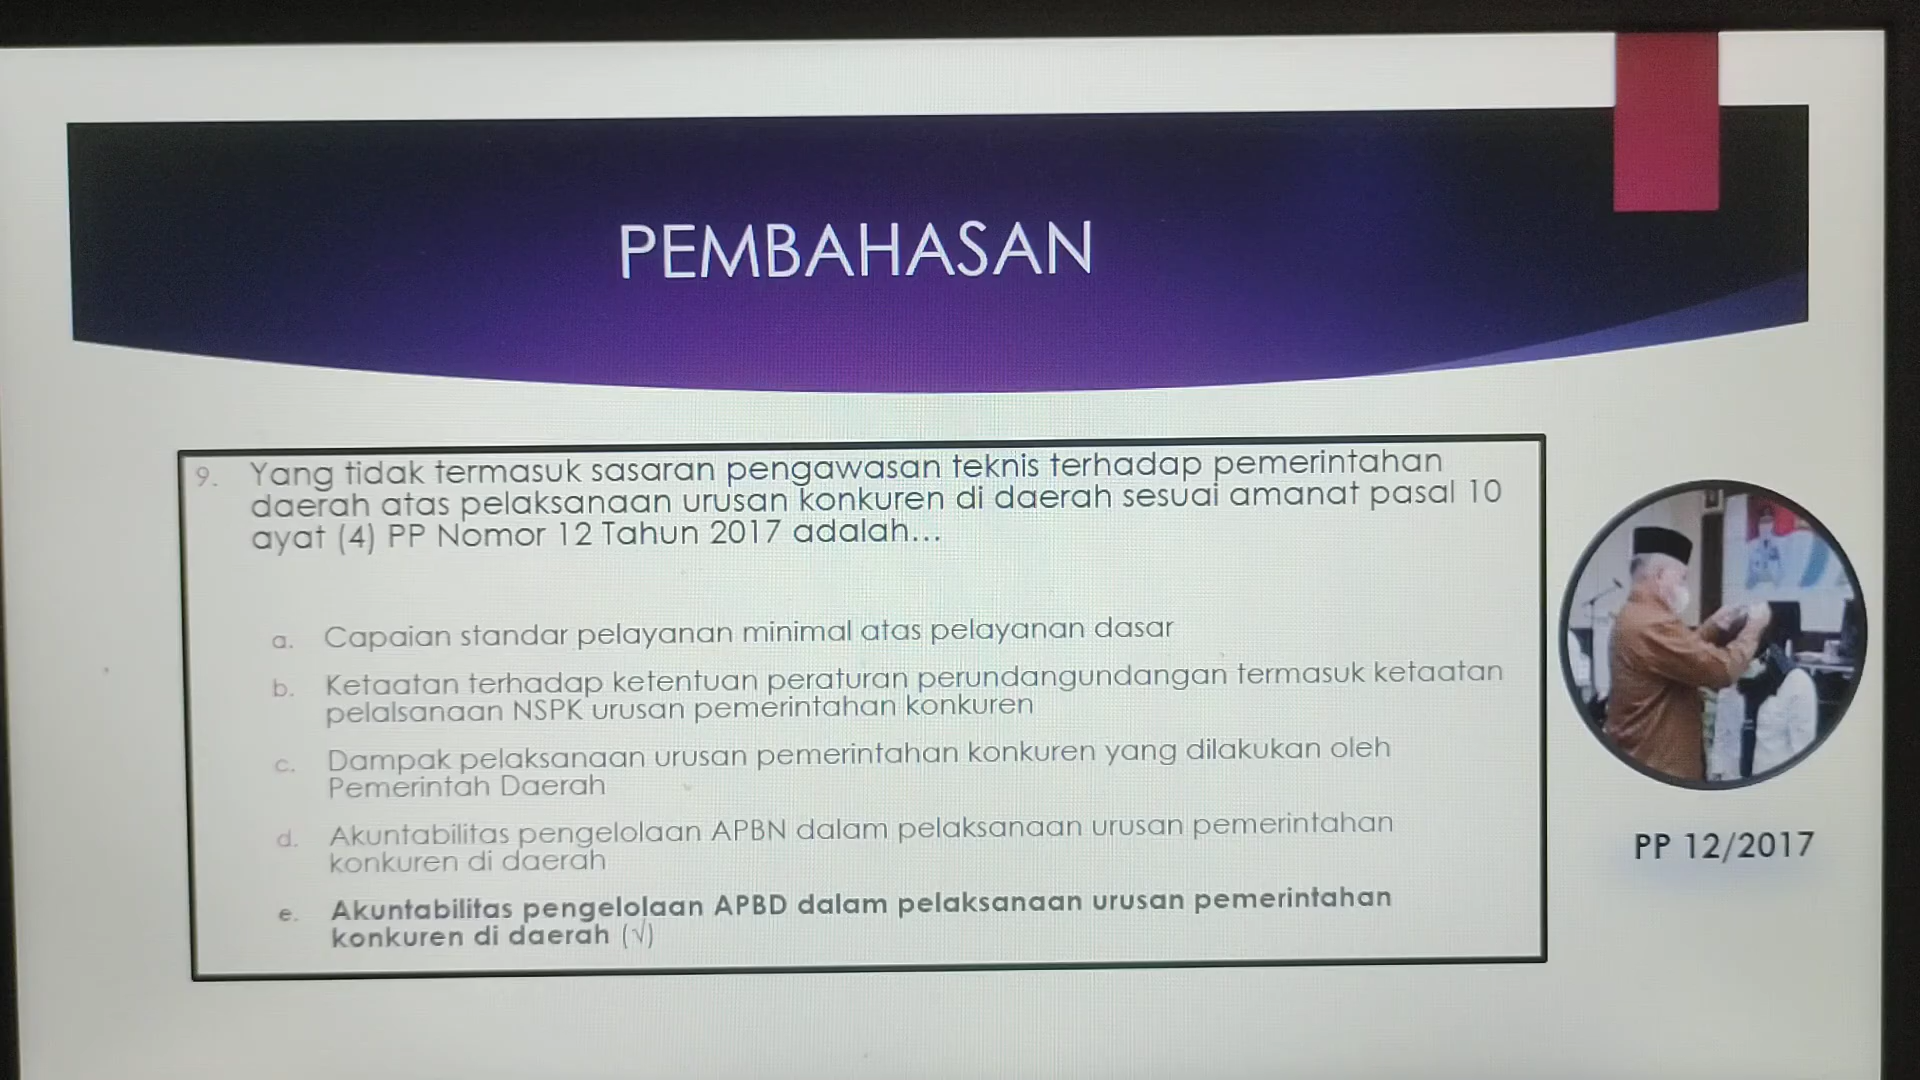 PEMBAHASAN
9. Yang tidak termasuk sasaran pengawasan teknis terhadap pemerintahan
daerah atas pelaksanaan urusan konkuren di daerah sesuai amanat pasal 10
ayat (4) PP Nomor 12 Tahun 2017 adalah...
a. Capaian standar pelayanan minimal atas pelayanan dasar
b. Ketaatan terhadap ketentuan peraturan perundangundangan termasuk ketaatan
pelalsanaan NSPK urusan pemerintahan konkuren
c. Dampak pelaksanaan urusan pemerintahan konkuren yang dilakukan oleh
Pemerintah Daerah
d. Akuntabilitas pengelolaan APBN dalam pelaksanaan urusan pemerintahan
konkuren di daerah
e. Akuntabilitas pengelolaan APBD dalam pelaksanaan urusan pemerintahan
konkuren di daerah (√)
PP 12/2017